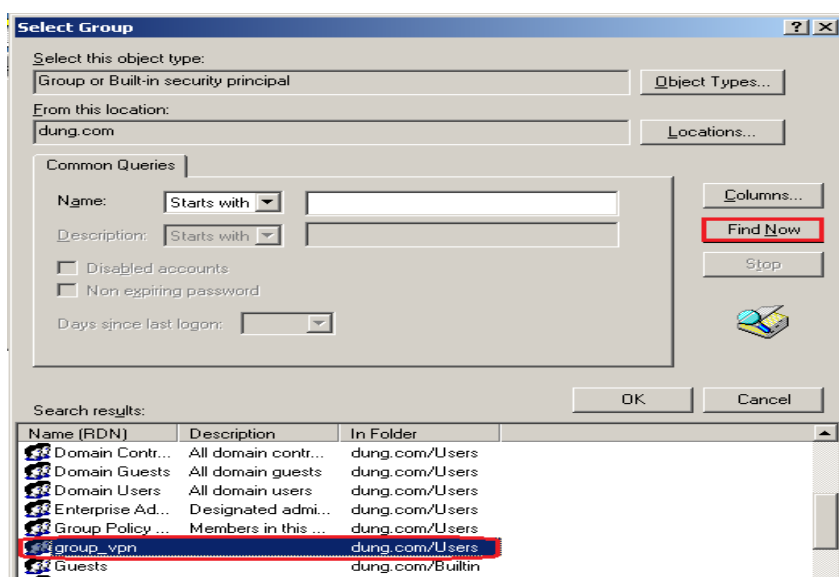 Select Group
Select this object type:
Group or Built-in security principal
Object Types...
From this location:
dung.com
Locations...
Common Queries
Name: Starts with
Columns...
Description: Starts with
Find Now
Disabled accounts
Stop
Non expiring password
Days since last logon:
OK
Cancel
Search results:
Name (RDN) Description In Folder
Domain Contr... All domain contr... dung.com/Users
Domain Guests All domain guests dung.com/Users
Domain Users All domain users dung.com/Users
Enterprise Ad... Designated admi... dung.com/Users
Group Policy ... Members in this ... dung.com/Users
group_vpn dung.com/Users
Guests dung.com/Builtin